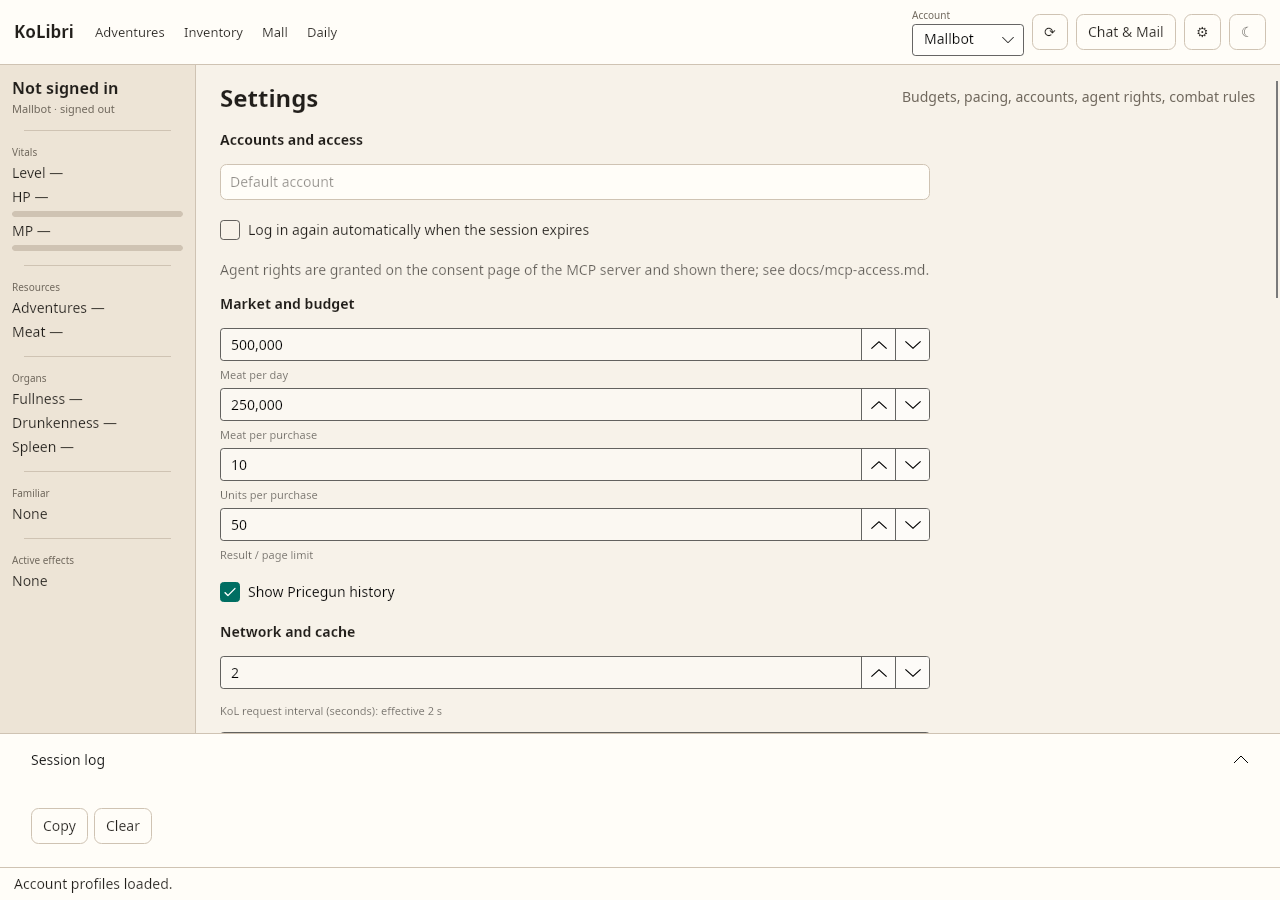 KoLibri
Adventures
Inventory
Mall
Daily
Account
Mallbot
⟳
Chat & Mail
⚙
☾
Not signed in
Mallbot · signed out
Vitals
Level —
HP —
MP —
Resources
Adventures —
Meat —
Organs
Fullness —
Drunkenness —
Spleen —
Familiar
None
Active effects
None
Settings
Budgets, pacing, accounts, agent rights, combat rules
Accounts and access
Default account
Log in again automatically when the session expires
Agent rights are granted on the consent page of the MCP server and shown there; see docs/mcp-access.md.
Market and budget
500,000
Meat per day
250,000
Meat per purchase
10
Units per purchase
50
Result / page limit
Show Pricegun history
Network and cache
2
KoL request interval (seconds): effective 2 s
Session log
Copy
Clear
Account profiles loaded.